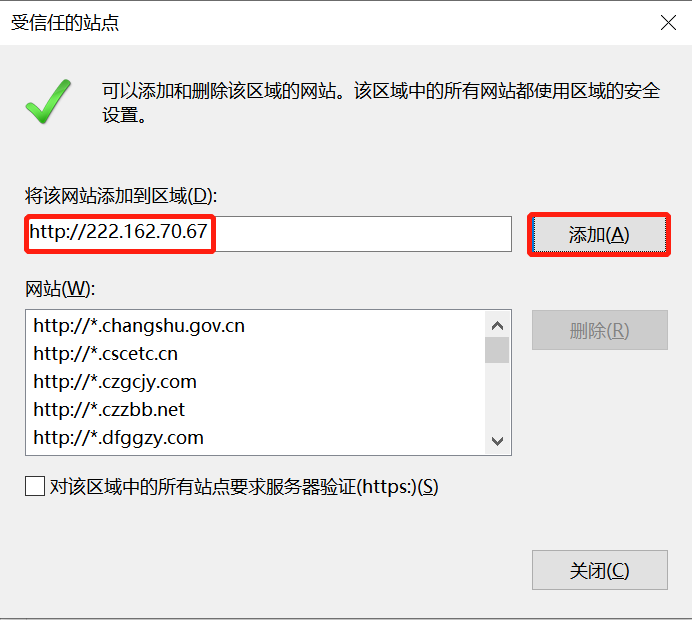 受信任的站点
可以添加和删除该区域的网站。该区域中的所有网站都使用区域的安全
设置。
将该网站添加到区域(D):
http://222.162.70.67
添加(A)
网站(W):
http://*.changshu.gov.cn
http://*.cscetc.cn
http://*.czgcjy.com
http://*.czzbb.net
http://*.dfggzy.com
删除(R)
对该区域中的所有站点要求服务器验证(https:)(S)
关闭(C)